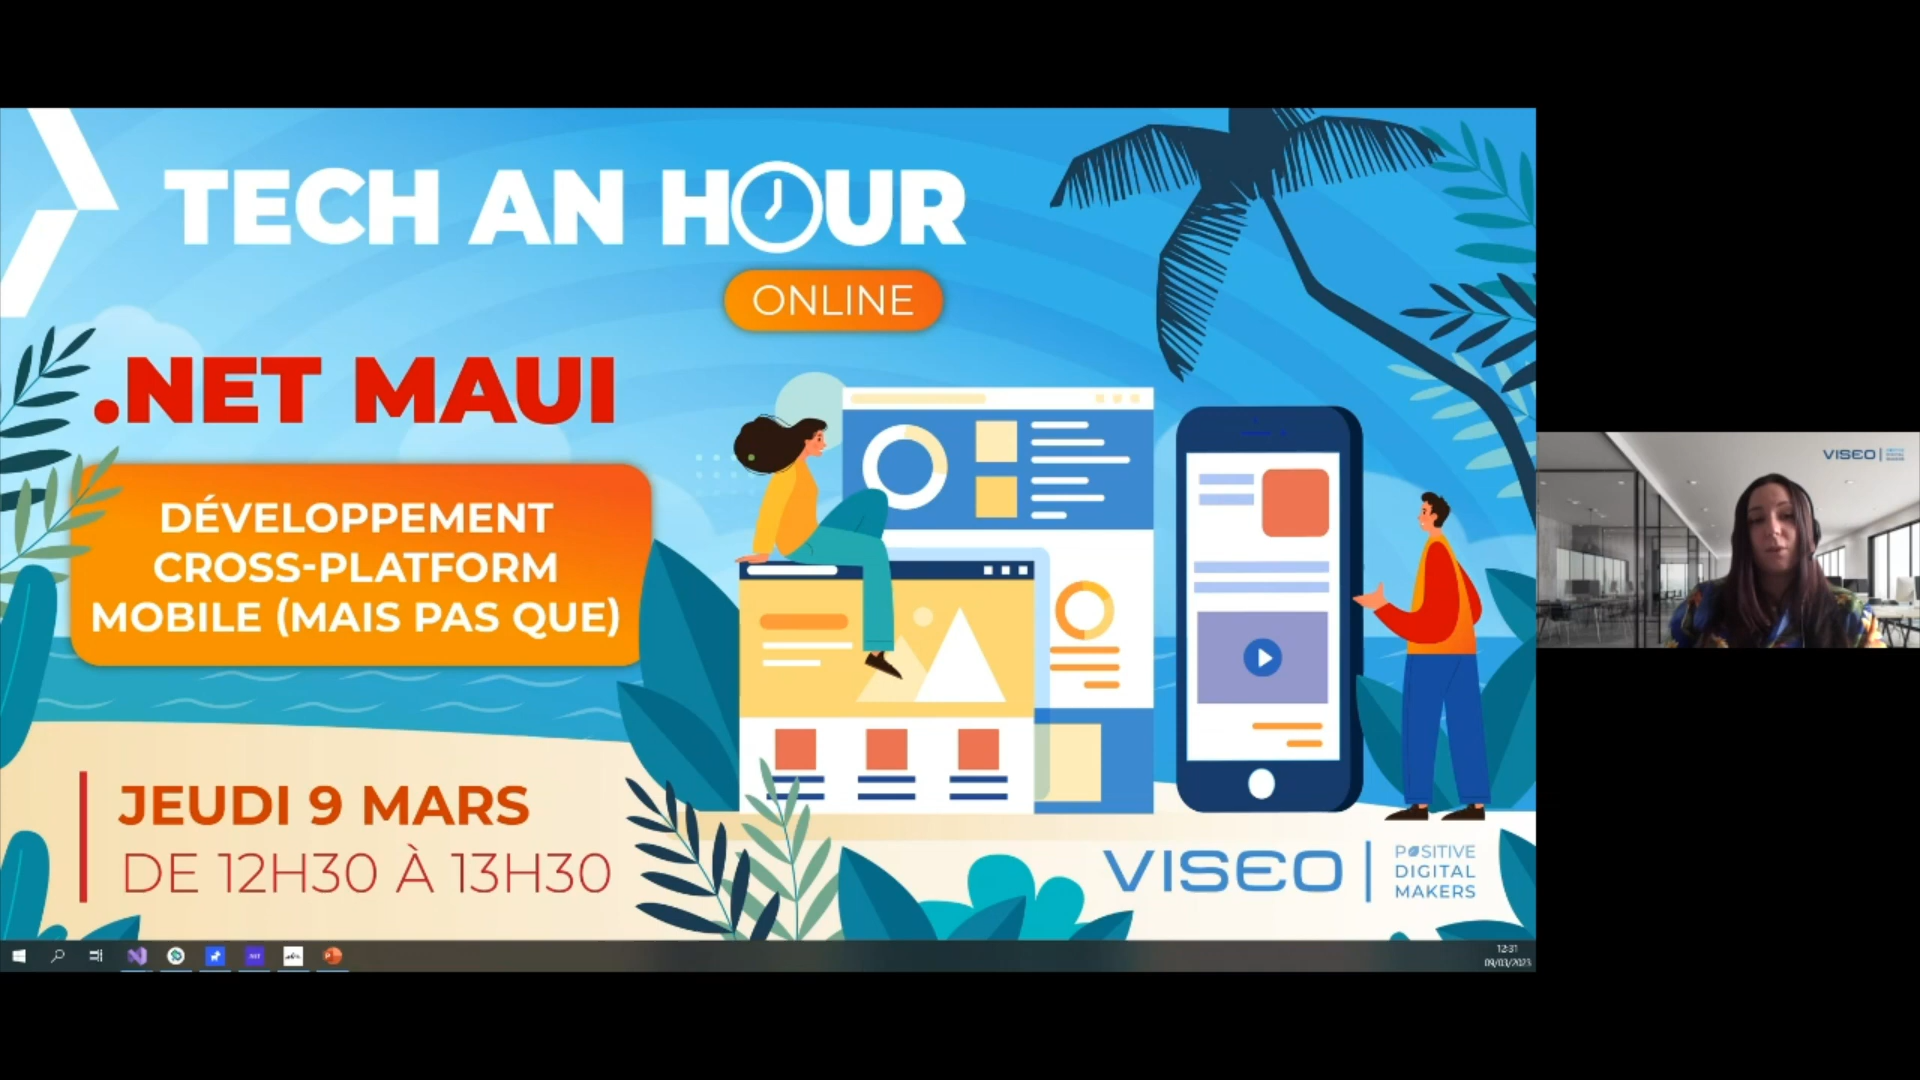 TECH AN HOUR
ONLINE
.NET MAUI
DÉVELOPPEMENT
CROSS-PLATFORM
MOBILE (MAIS PAS QUE)
JEUDI 9 MARS
DE 12H30 À 13H30
VISEO
POSITIVE
DIGITAL
MAKERS
12:31
09/03/2023
VISEO